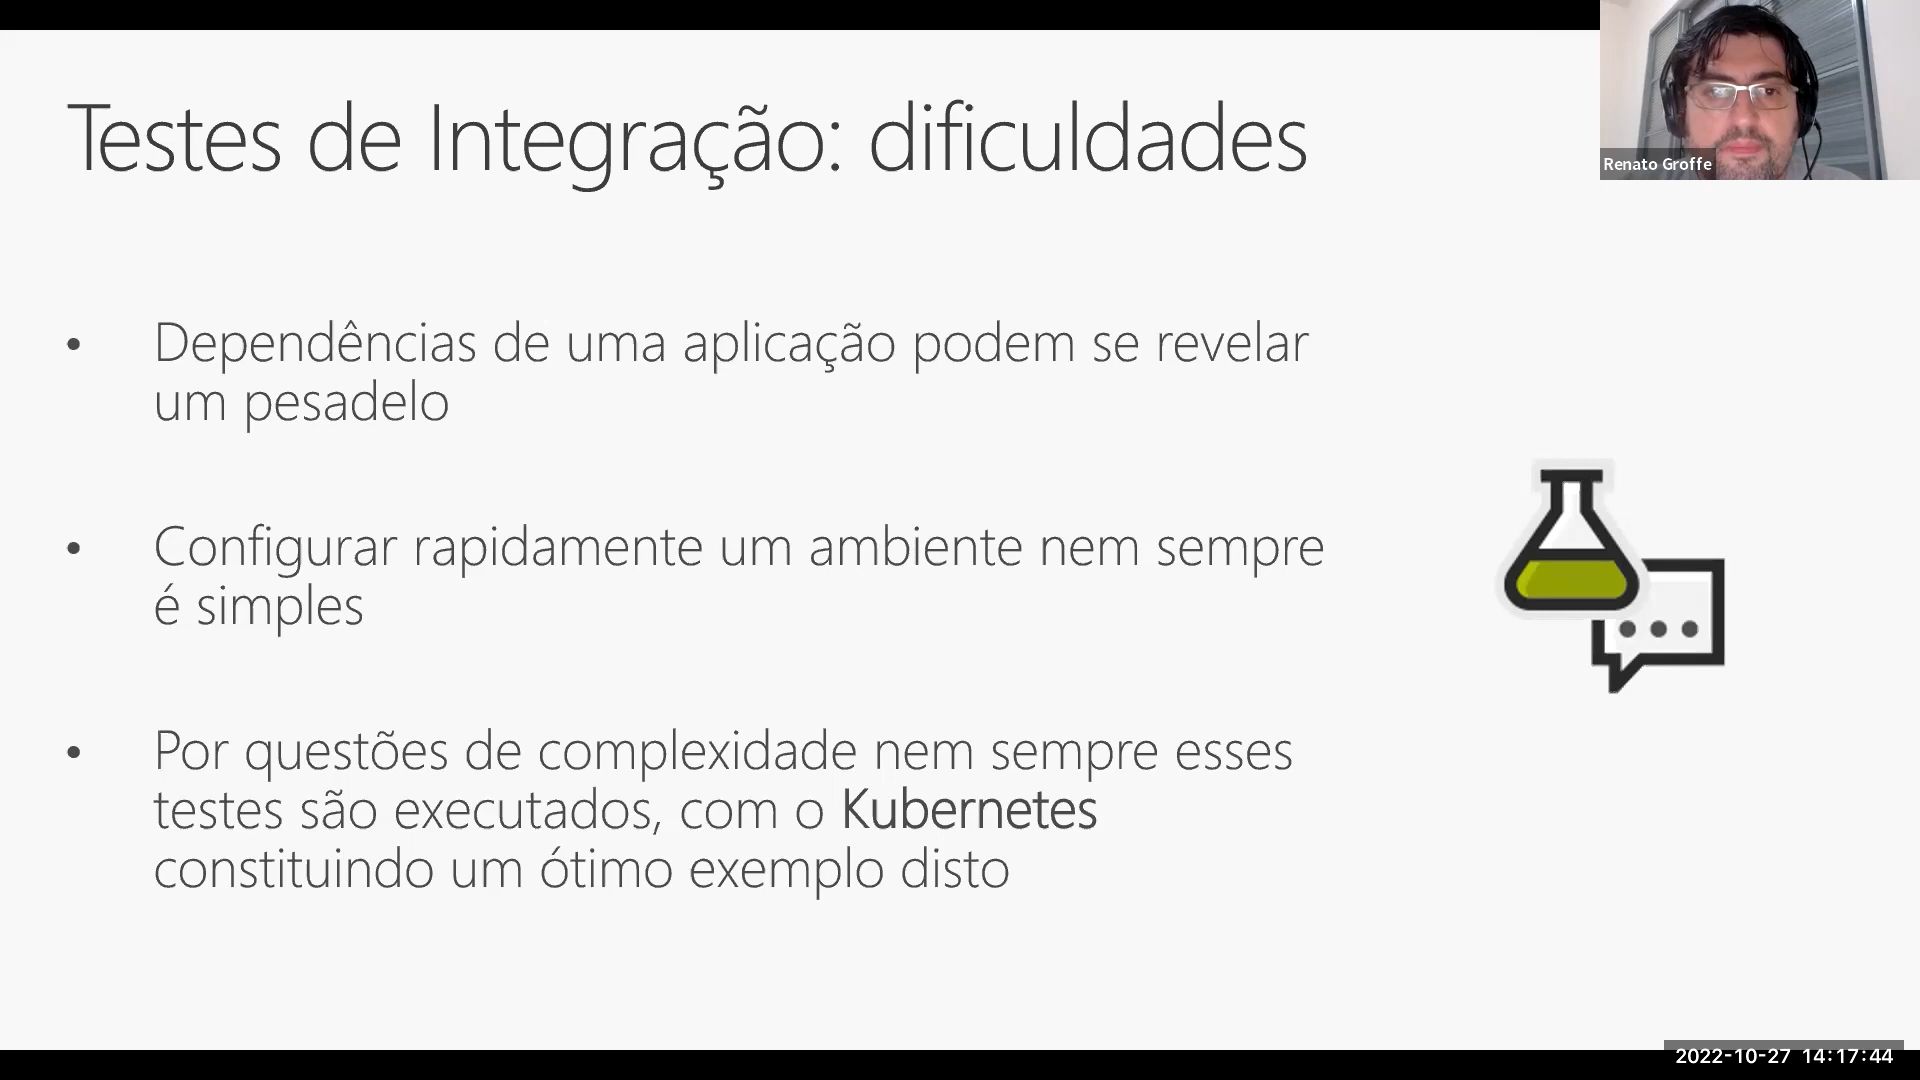 Testes de Integração: dificuldades
Renato Groffe
• Dependências de uma aplicação podem se revelar
um pesadelo
• Configurar rapidamente um ambiente nem sempre
é simples
• Por questões de complexidade nem sempre esses
testes são executados, com o Kubernetes
constituindo um ótimo exemplo disto
2022-10-27 14:17:44